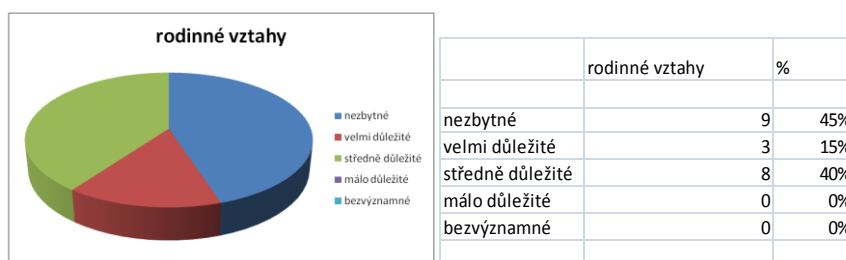 rodinné vztahy
nezbytné
velmi důležité
středně důležité
málo důležité
bezvýznamné
rodinné vztahy %
nezbytné 9 45%
velmi důležité 3 15%
středně důležité 8 40%
málo důležité 0 0%
bezvýznamné 0 0%